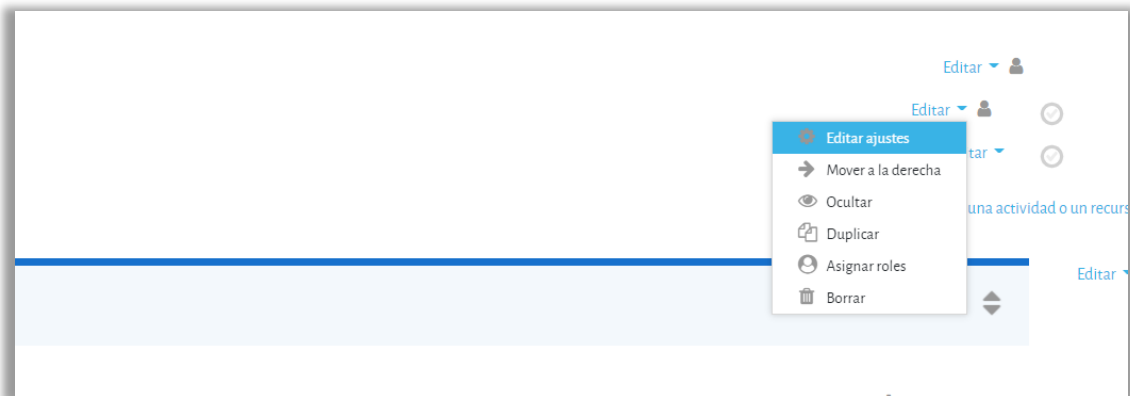 Editar
Editar
Editar ajustes
tar
Mover a la derecha
Ocultar
una actividad o un recurs
Duplicar
Asignar roles
Editar
Borrar